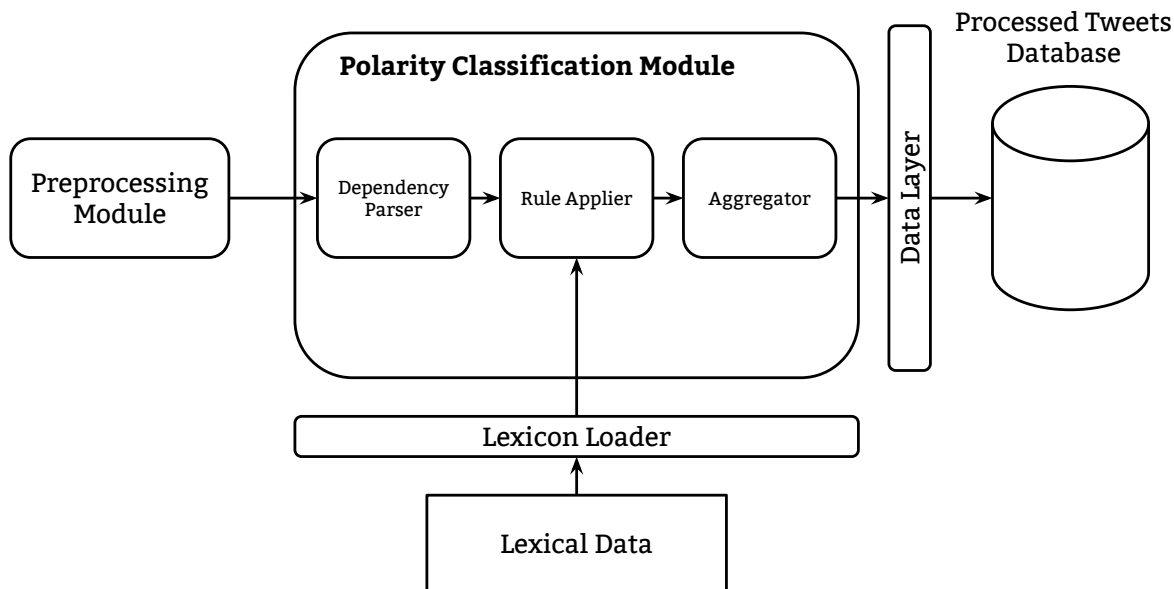 Processed Tweets
Database
Polarity Classification Module
Preprocessing
Module
Dependency
Parser
Rule Applier
Aggregator
Data Layer
Lexicon Loader
Lexical Data